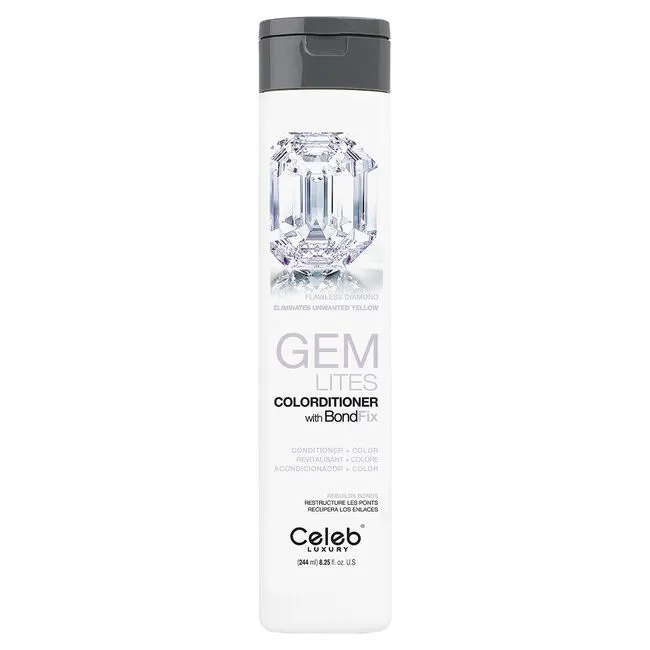 FLAWLESS DIAMOND
ELIMINATES UNWANTED YELLOW
GEM
LITES
COLORDITIONER
with BondFix
CONDITIONER + COLOR
REVITALISANT + COLORE
ACONDICIONADOR + COLOR
REBUILDS BONDS
RESTRUCTURE LES PONTS
RECUPERA LOS ENLACES
Celeb®
LUXURY
(244 ml) 8.25 fl. oz. U.S